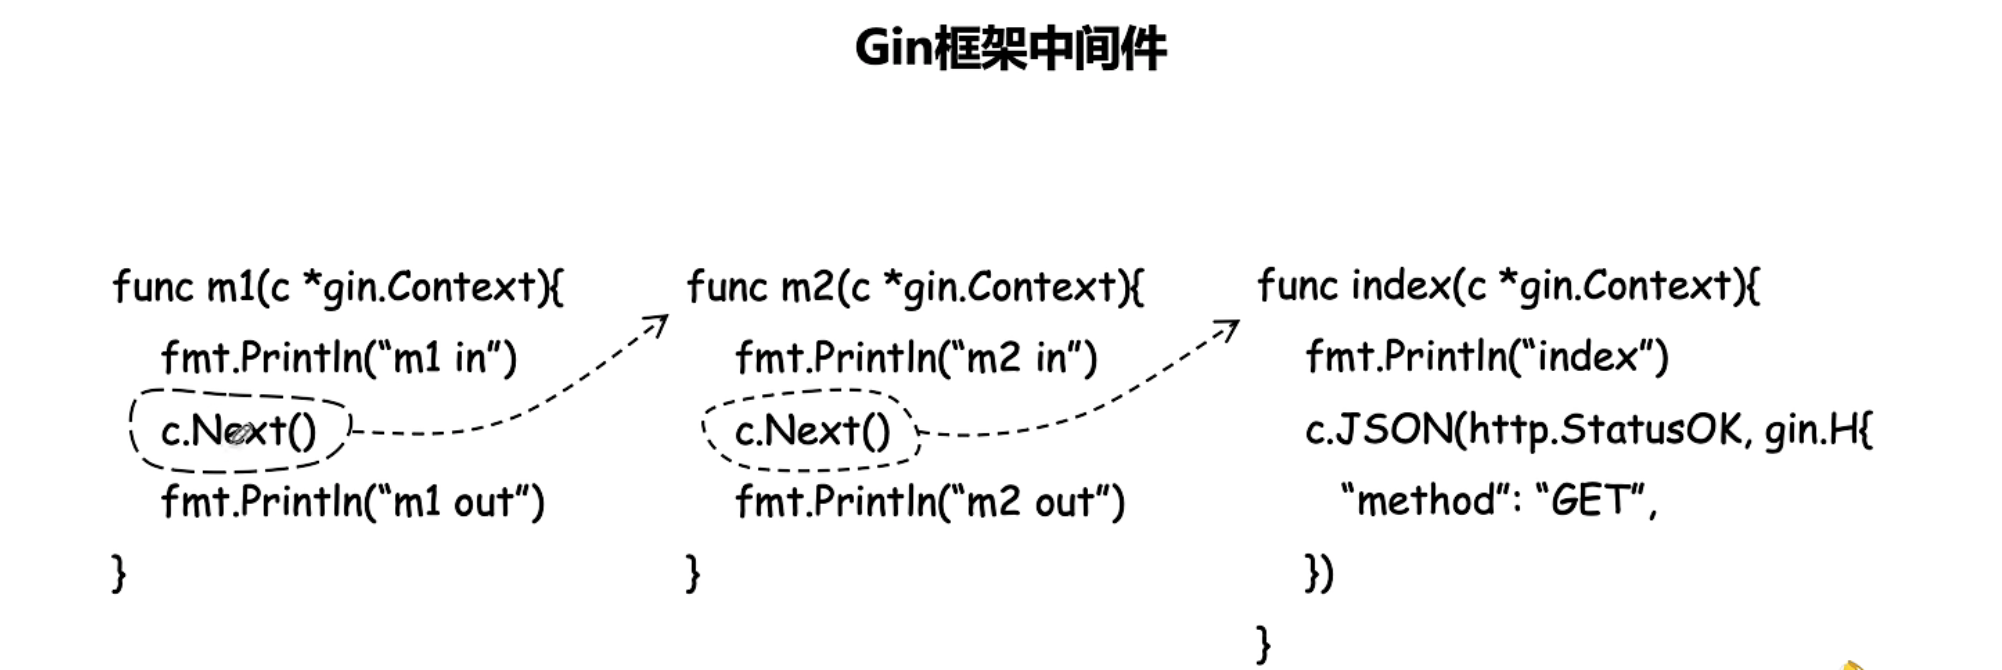 Gin框架中间件
func m1(c *gin.Context){
fmt.Println(“m1 in”)
c.Next()
fmt.Println(“m1 out”)
}
func m2(c *gin.Context){
fmt.Println(“m2 in”)
c.Next()
fmt.Println(“m2 out”)
}
func index(c *gin.Context){
fmt.Println(“index”)
c.JSON(http.StatusOK, gin.H{
“method”: “GET”,
})
}